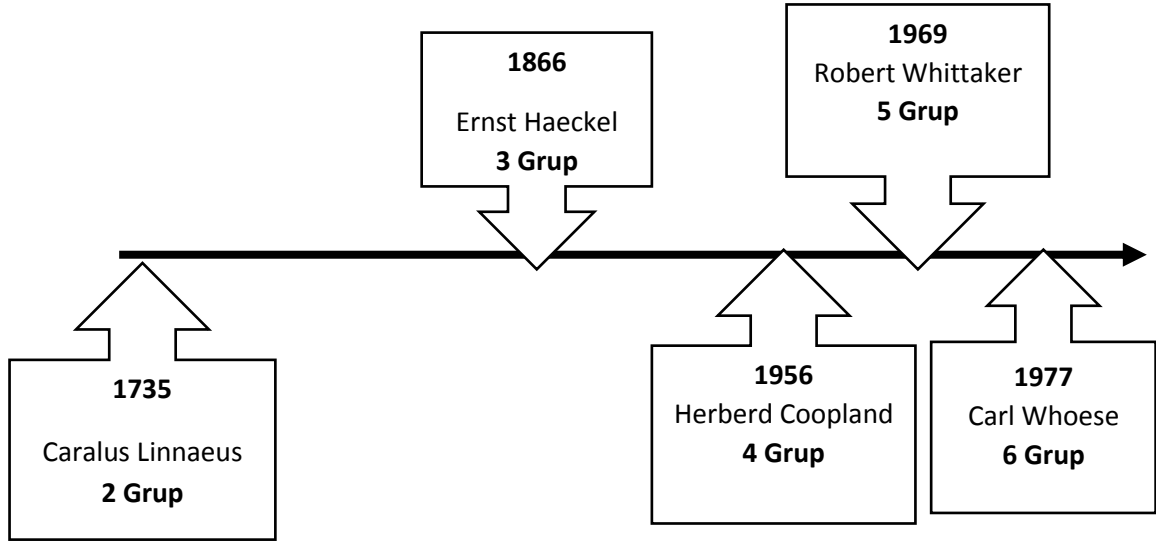 1735
Caralus Linnaeus
2 Grup
1866
Ernst Haeckel
3 Grup
1956
Herberd Coopland
4 Grup
1969
Robert Whittaker
5 Grup
1977
Carl Whoese
6 Grup